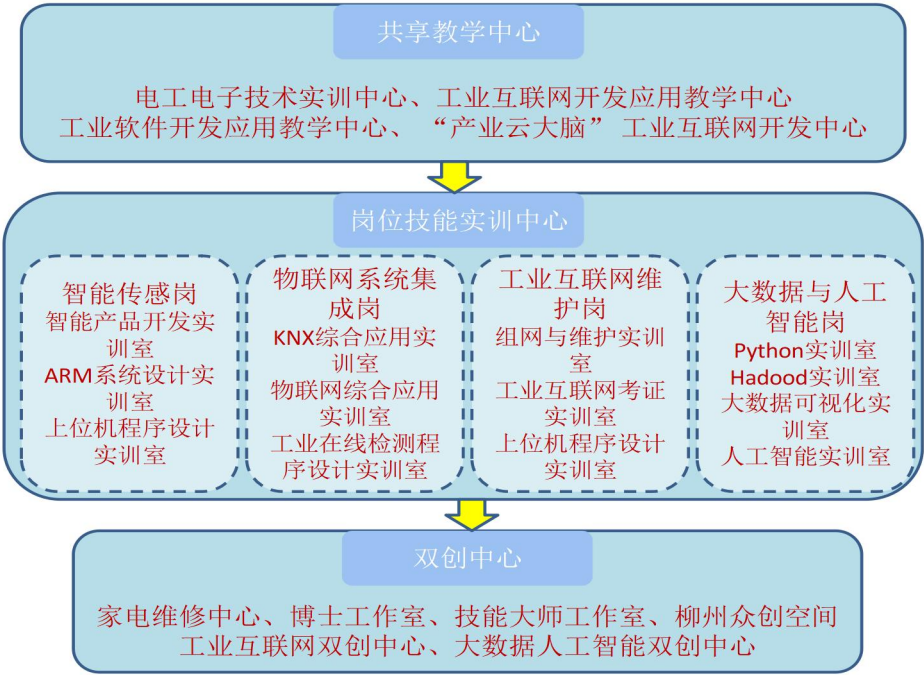 共享教学中心
电工电子技术实训中心、工业互联网开发应用教学中心
工业软件开发应用教学中心、“产业云大脑”工业互联网开发中心
岗位技能实训中心
智能传感岗
智能产品开发实
训室
ARM系统设计实
训室
上位机程序设计
实训室
物联网系统集
成岗
KNX综合应用实
训室
物联网综合应用
实训室
工业在线检测程
序设计实训室
工业互联网维
护岗
组网与维护实训
室
工业互联网考证
实训室
上位机程序设计
实训室
大数据与人工
智能岗
Python实训室
Hadood实训室
大数据可视化实
训室
人工智能实训室
双创中心
家电维修中心、博士工作室、技能大师工作室、柳州众创空间
工业互联网双创中心、大数据人工智能双创中心